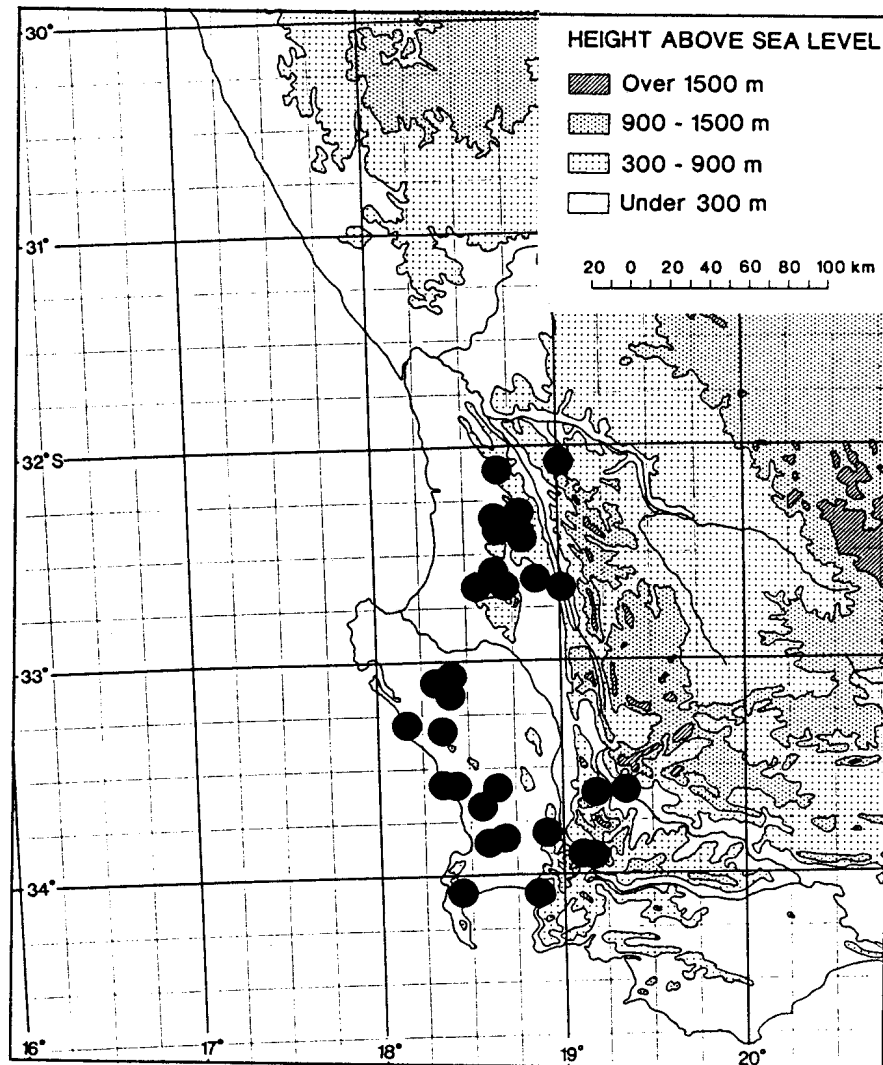 30°
HEIGHT ABOVE SEA LEVEL
Over 1500 m
900 - 1500 m
300 - 900 m
Under 300 m
31°
20 0 20 40 60 80 100 km
32°S
33°
34°
16° 17° 18° 19° 20°